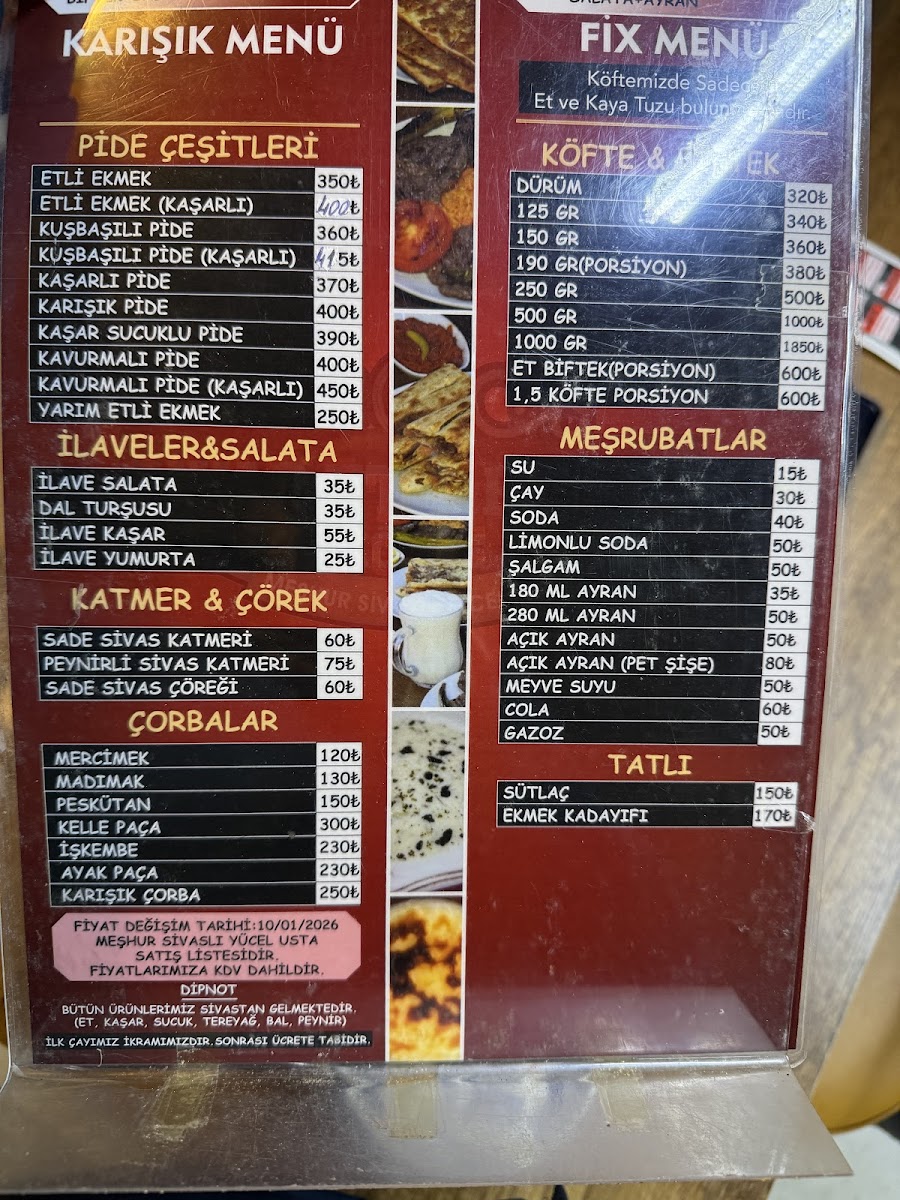 KARIŞIK MENÜ
PİDE ÇEŞİTLERİ
ETLİ EKMEK 350₺
ETLİ EKMEK (KAŞARLI) 400₺
KUŞBAŞILI PİDE 360₺
KUŞBAŞILI PİDE (KAŞARLI) 415₺
KAŞARLI PİDE 370₺
KARIŞIK PİDE 400₺
KAŞAR SUCUKLU PİDE 390₺
KAVURMALI PİDE 400₺
KAVURMALI PİDE (KAŞARLI) 450₺
YARIM ETLİ EKMEK 250₺
İLAVELER&SALATA
İLAVE SALATA 35₺
DAL TURŞUSU 35₺
İLAVE KAŞAR 55₺
İLAVE YUMURTA 25₺
KATMER & ÇÖREK
SADE SİVAS KATMERİ 60₺
PEYNİRLİ SİVAS KATMERİ 75₺
SADE SİVAS ÇÖREĞİ 60₺
ÇORBALAR
MERCİMEK 120₺
MADIMAK 130₺
PESKÜTAN 150₺
KELLE PAÇA 300₺
İŞKEMBE 230₺
AYAK PAÇA 230₺
KARIŞIK ÇORBA 250₺
FİYAT DEĞİŞİM TARİHİ:10/01/2026
MEŞHUR SİVASLI YÜCEL USTA
SATIŞ LİSTESİDİR.
FİYATLARIMIZA KDV DAHİLDİR.
DİPNOT
BÜTÜN ÜRÜNLERİMİZ SİVASTAN GELMEKTEDİR.
(ET, KAŞAR, SUCUK, TEREYAĞ, BAL, PEYNİR)
İLK ÇAYIMIZ İKRAMIMIZDIR.SONRASI ÜCRETE TABİDİR.
SALATA+AYRAN
FİX MENÜ
Köftemizde Sadece
Et ve Kaya Tuzu
KÖFTE &
DÜRÜM 320₺
125 GR 340₺
150 GR 360₺
190 GR(PORSİYON) 380₺
250 GR 500₺
500 GR 1000₺
1000 GR 1850₺
ET BİFTEK(PORSİYON) 600₺
1,5 KÖFTE PORSİYON 600₺
MEŞRUBATLAR
SU 15₺
ÇAY 30₺
SODA 40₺
LİMONLU SODA 50₺
ŞALGAM 50₺
180 ML AYRAN 35₺
280 ML AYRAN 50₺
AÇIK AYRAN 50₺
AÇIK AYRAN (PET ŞİŞE) 80₺
MEYVE SUYU 50₺
COLA 60₺
GAZOZ 50₺
TATLI
SÜTLAÇ 150₺
EKMEK KADAYIFI 170₺